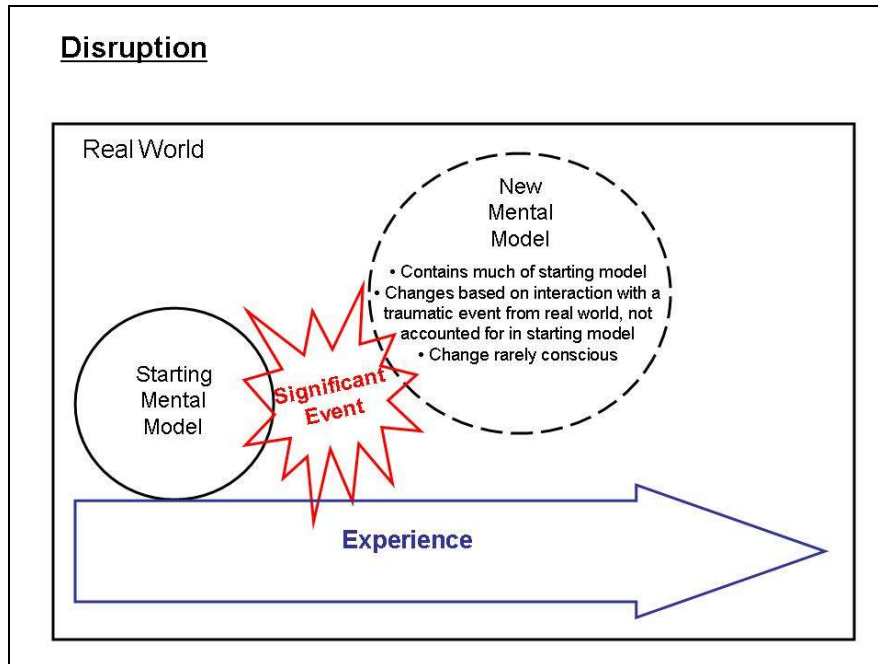 Disruption
Real World
New
Mental
Model
• Contains much of starting model
• Changes based on interaction with a
traumatic event from real world, not
accounted for in starting model
• Change rarely conscious
Starting
Mental
Model
Significant
Event
Experience